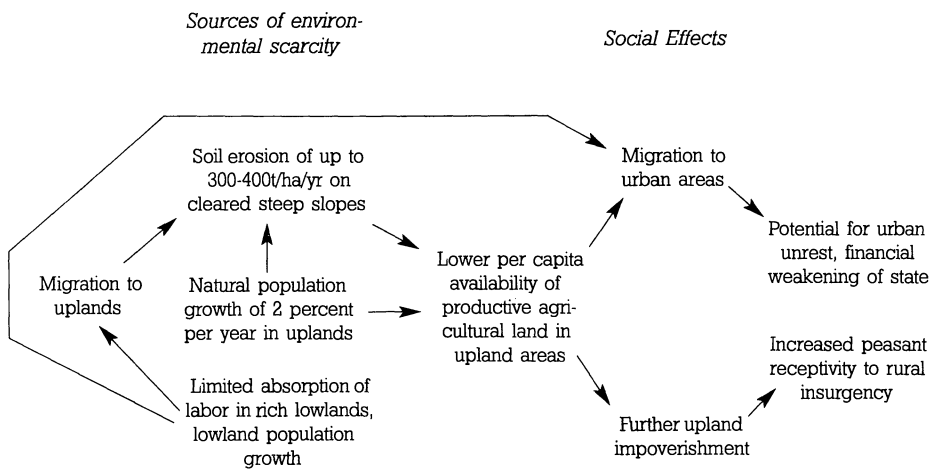 Sources of environ-
mental scarcity
Social Effects
Soil erosion of up to
300-400t/ha/yr on
cleared steep slopes
Migration to
urban areas
Potential for urban
unrest, financial
weakening of state
Migration to
uplands
Natural population
growth of 2 percent
per year in uplands
Lower per capita
availability of
productive agri-
cultural land in
upland areas
Increased peasant
receptivity to rural
insurgency
Limited absorption of
labor in rich lowlands,
lowland population
growth
Further upland
impoverishment